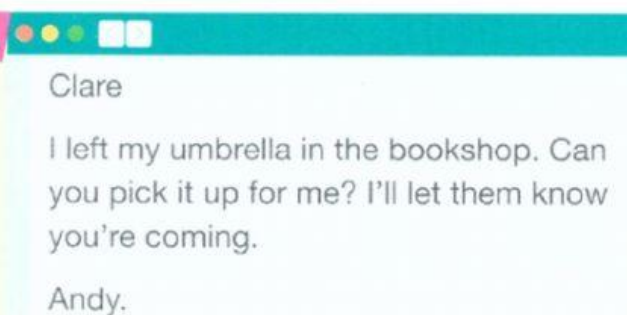 Clare
I left my umbrella in the bookshop. Can
you pick it up for me? I'll let them know
you're coming.
Andy.